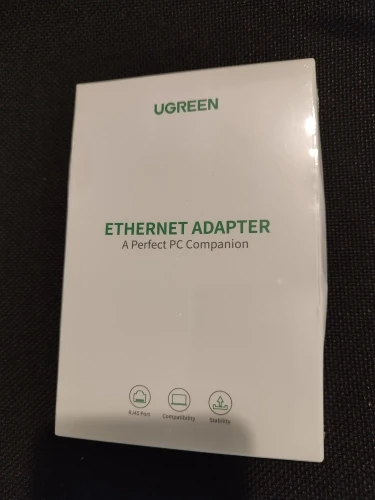 UGREEN
ETHERNET ADAPTER
A Perfect PC Companion
RJ45 Port Compatibility Stability